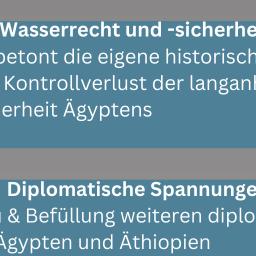 Wasserrecht und -sicherhe
betont die eigene historisch
Kontrollverlust der langanh
erheit Ägyptens
Diplomatische Spannunge
& Befüllung weiteren diplo
Ägypten und Äthiopien